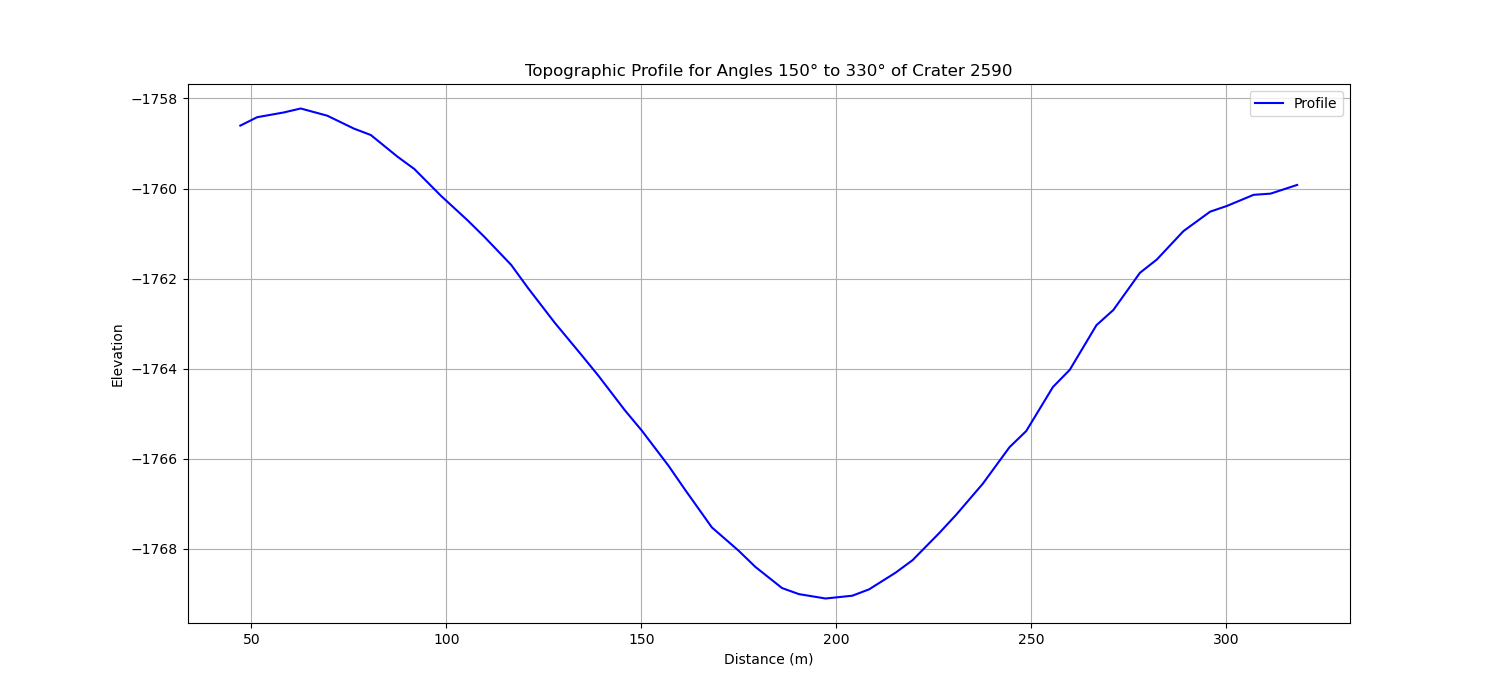 Topographic Profile for Angles 150° to 330° of Crater 2590
Profile
−1758
−1760
−1762
−1764
−1766
−1768
Elevation
50 100 150 200 250 300
Distance (m)